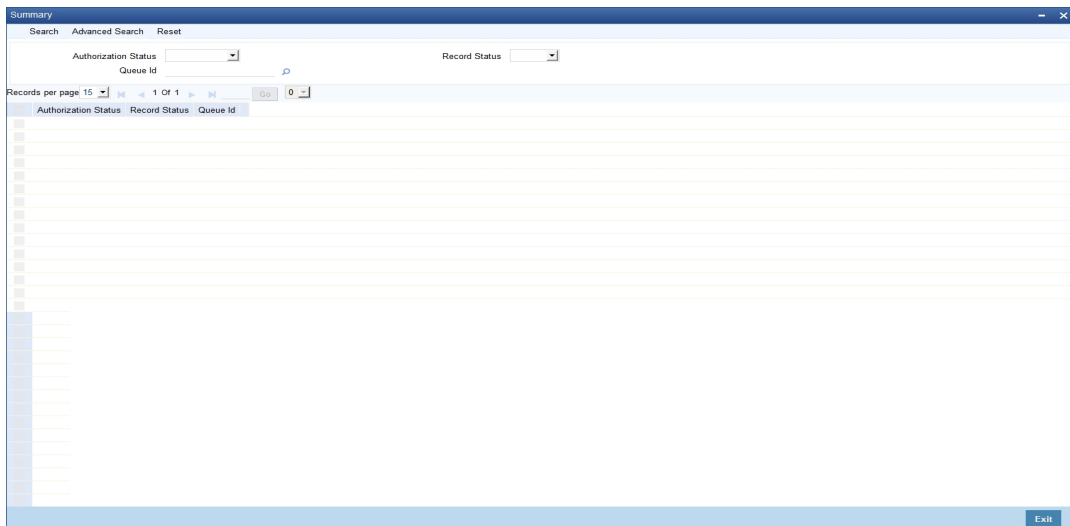 Summary
Search Advanced Search Reset
Authorization Status Record Status
Queue Id
Records per page 15 1 Of 1 Go 0
Authorization Status Record Status Queue Id
Exit